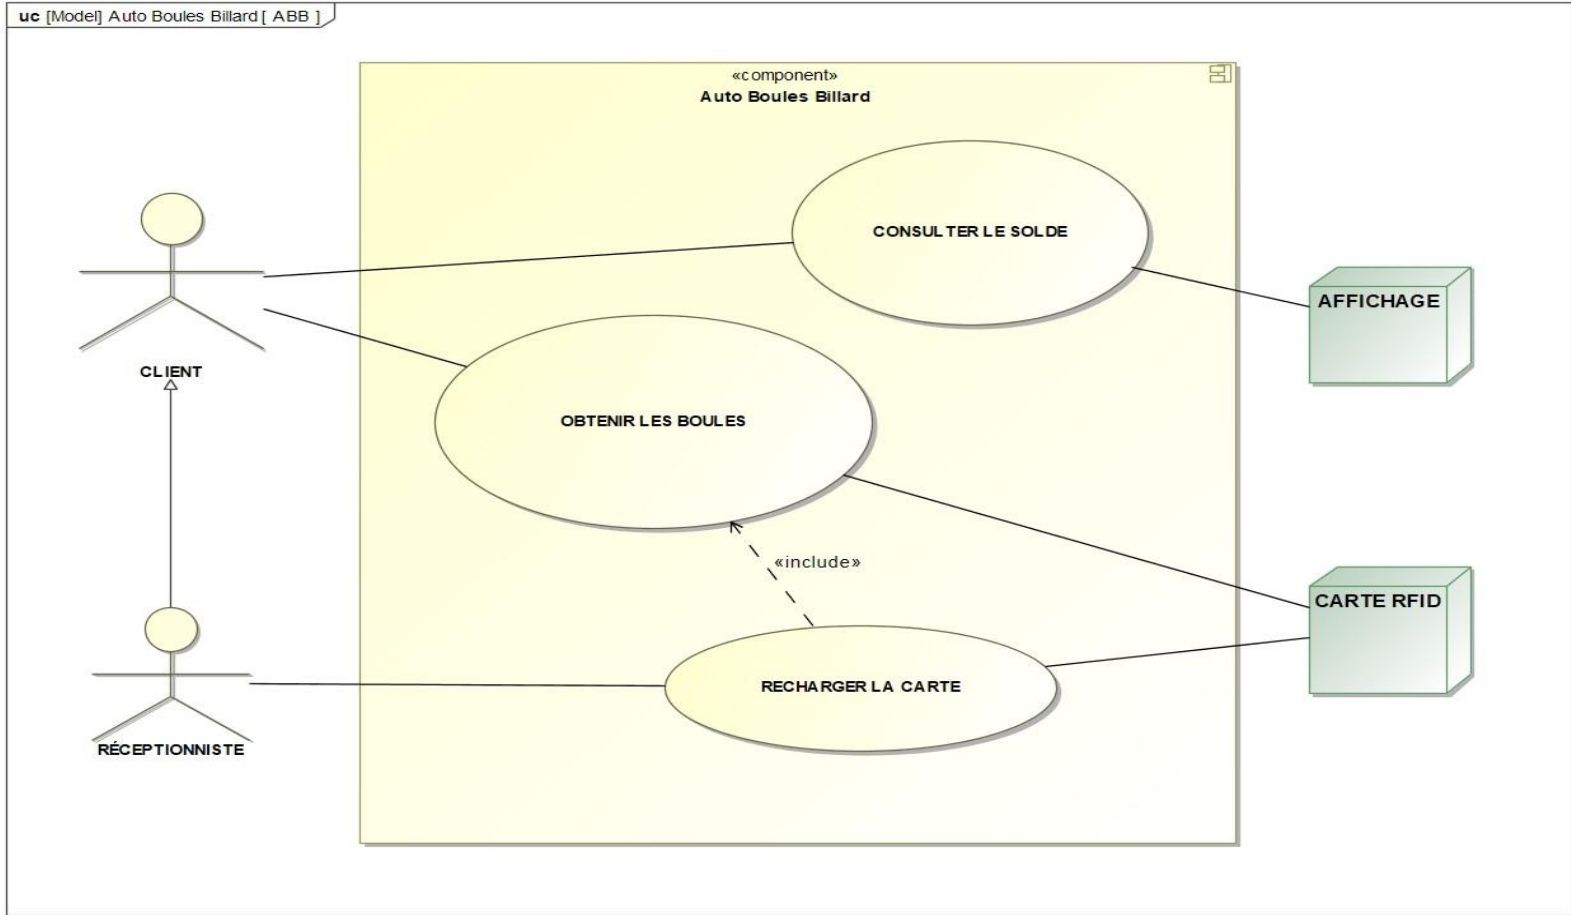 uc [Model] Auto Boules Billard [ ABB ]
«component»
Auto Boules Billard
CONSULTER LE SOLDE
AFFICHAGE
CLIENT
OBTENIR LES BOULES
«include»
CARTE RFID
RECHARGER LA CARTE
RÉCEPTIONNISTE